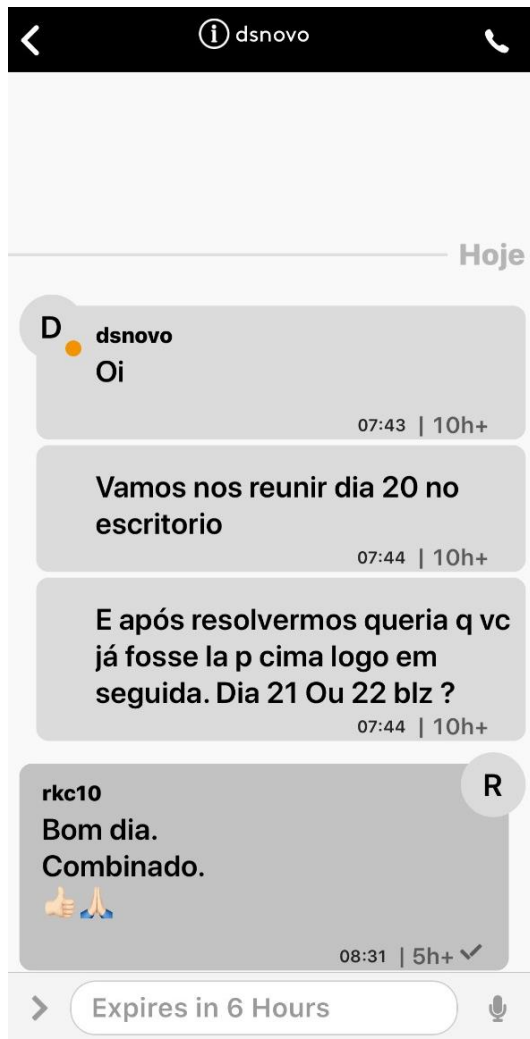 dsnovo
Hoje
D
dsnovo
Oi
07:43 | 10h+
Vamos nos reunir dia 20 no
escritorio
07:44 | 10h+
E após resolvermos queria q vc
já fosse la p cima logo em
seguida. Dia 21 Ou 22 blz ?
07:44 | 10h+
R
rkc10
Bom dia.
Combinado.
👍🏻🙏🏻
08:31 | 5h+
Expires in 6 Hours